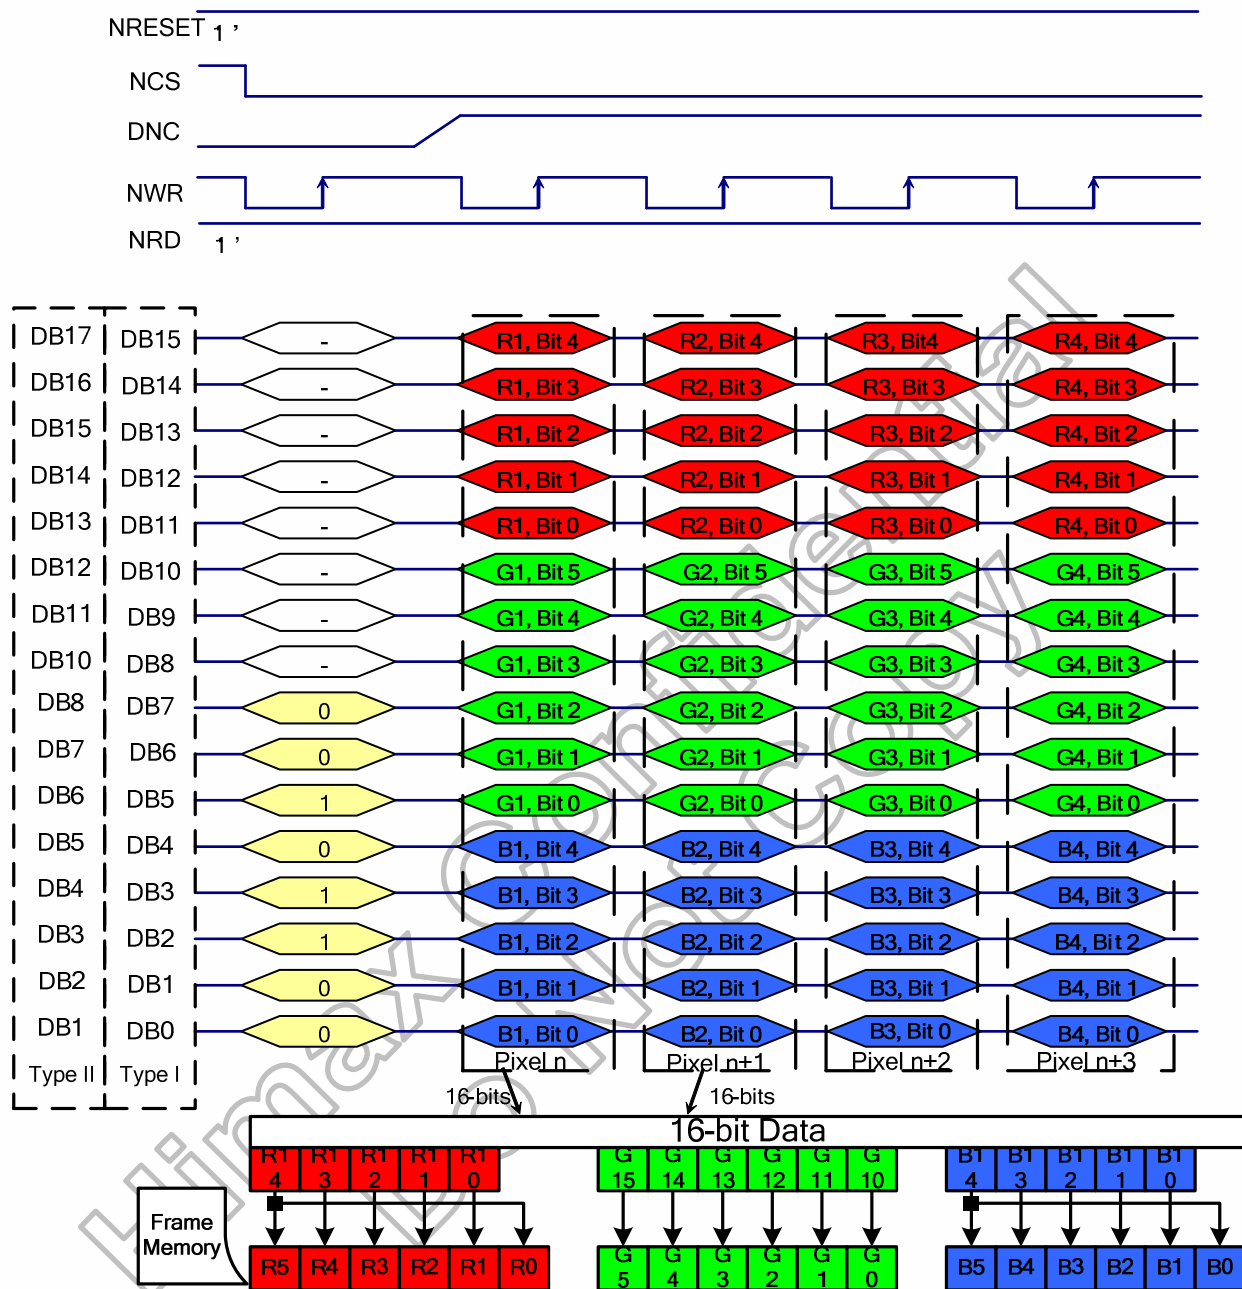 NRESET 1 '
NCS
DNC
NWR
NRD 1 '
DB17 DB15 - R1, Bit 4 R2, Bit 4 R3, Bit4 R4, Bit 4
DB16 DB14 - R1, Bit 3 R2, Bit 3 R3, Bit 3 R4, Bit 3
DB15 DB13 - R1, Bit 2 R2, Bit 2 R3, Bit 2 R4, Bit 2
DB14 DB12 - R1, Bit 1 R2, Bit 1 R3, Bit 1 R4, Bit 1
DB13 DB11 - R1, Bit 0 R2, Bit 0 R3, Bit 0 R4, Bit 0
DB12 DB10 - G1, Bit 5 G2, Bit 5 G3, Bit 5 G4, Bit 5
DB11 DB9 - G1, Bit 4 G2, Bit 4 G3, Bit 4 G4, Bit 4
DB10 DB8 - G1, Bit 3 G2, Bit 3 G3, Bit 3 G4, Bit 3
DB8 DB7 0 G1, Bit 2 G2, Bit 2 G3, Bit 2 G4, Bit 2
DB7 DB6 0 G1, Bit 1 G2, Bit 1 G3, Bit 1 G4, Bit 1
DB6 DB5 1 G1, Bit 0 G2, Bit 0 G3, Bit 0 G4, Bit 0
DB5 DB4 0 B1, Bit 4 B2, Bit 4 B3, Bit 4 B4, Bit 4
DB4 DB3 1 B1, Bit 3 B2, Bit 3 B3, Bit 3 B4, Bit 3
DB3 DB2 1 B1, Bit 2 B2, Bit 2 B3, Bit 2 B4, Bit 2
DB2 DB1 0 B1, Bit 1 B2, Bit 1 B3, Bit 1 B4, Bit 1
DB1 DB0 0 B1, Bit 0 B2, Bit 0 B3, Bit 0 B4, Bit 0
Type II Type I Pixel n Pixel n+1 Pixel n+2 Pixel n+3
16-bits 16-bits
16-bit Data
R1 R1 R1 R1 R1 G G G G G G B1 B1 B1 B1 B1
4 3 2 1 0 15 14 13 12 11 10 4 3 2 1 0
Frame
Memory
R5 R4 R3 R2 R1 R0 G G G G G G B5 B4 B3 B2 B1 B0
5 4 3 2 1 0
Himax Confidential
Do Not Copy